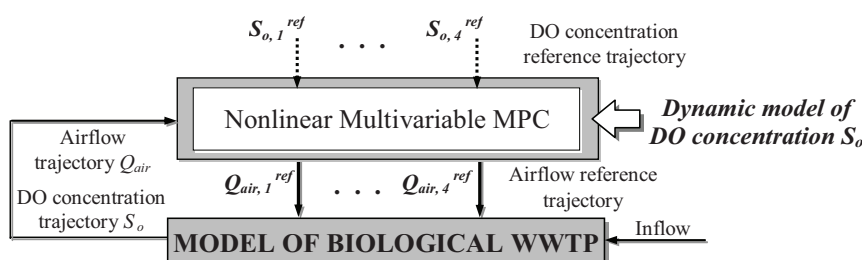 S_{o, 1}^{ref} . . . S_{o, 4}^{ref}
DO concentration
reference trajectory
Nonlinear Multivariable MPC
Dynamic model of
DO concentration S_o
Airflow
trajectory Q_{air}
Q_{air, 1}^{ref} . . . Q_{air, 4}^{ref}
Airflow reference
trajectory
DO concentration
trajectory S_o
MODEL OF BIOLOGICAL WWTP
Inflow